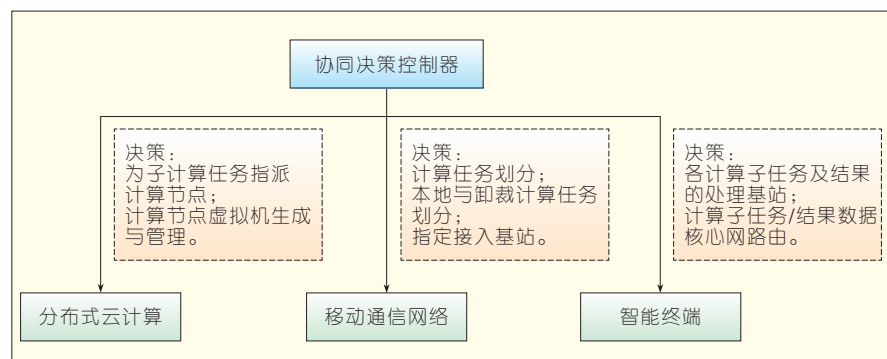 协同决策控制器
决策：
为子计算任务指派
计算节点；
计算节点虚拟机生成
与管理。
决策：
计算任务划分；
本地与卸裁计算任务
划分；
指定接入基站。
决策：
各计算子任务及结果
的处理基站；
计算子任务/结果数据
核心网路由。
分布式云计算
移动通信网络
智能终端